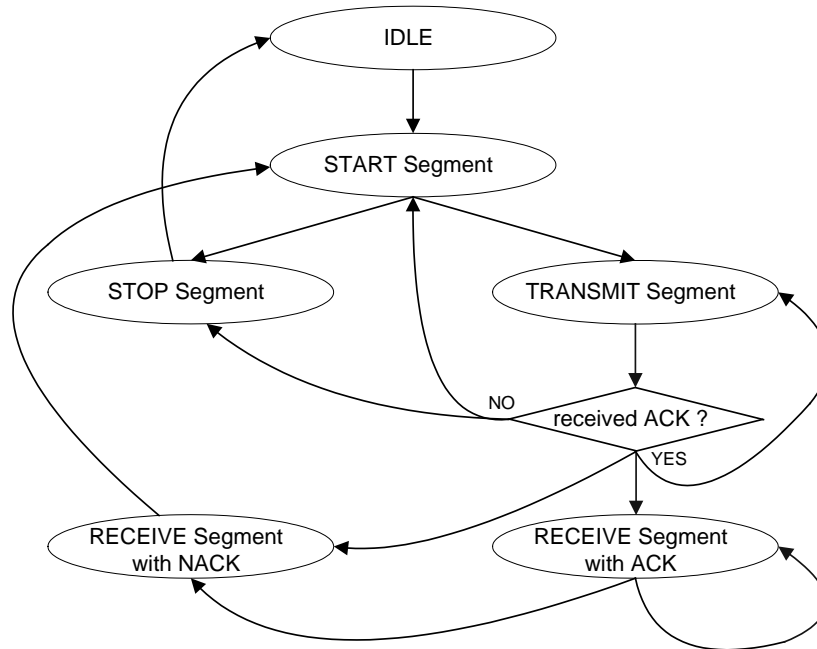 IDLE
START Segment
STOP Segment
TRANSMIT Segment
NO
received ACK ?
YES
RECEIVE Segment
with NACK
RECEIVE Segment
with ACK